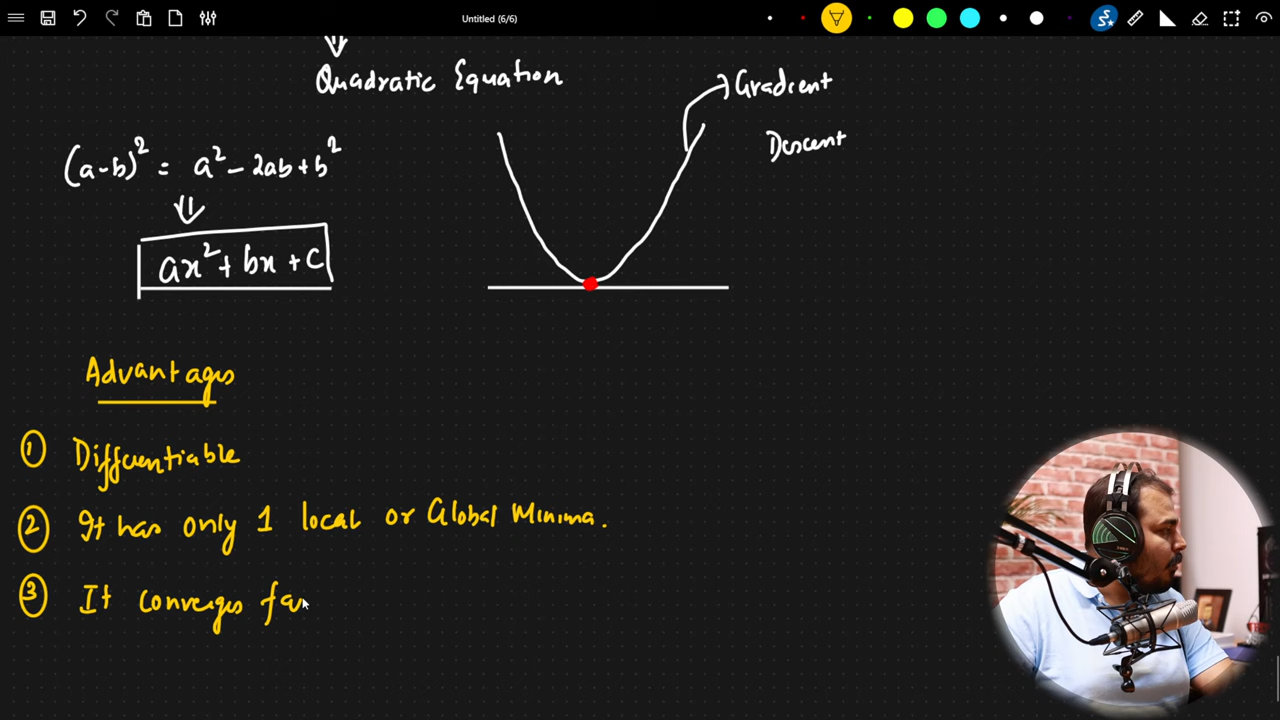 Untitled (6/6)
Quadratic Equation
Gradient
Descent
(a-b)² = a² - 2ab + b²
ax² + bx + c
Advantages
① Differentiable
② It has only 1 local or Global Minima.
③ It converges fa